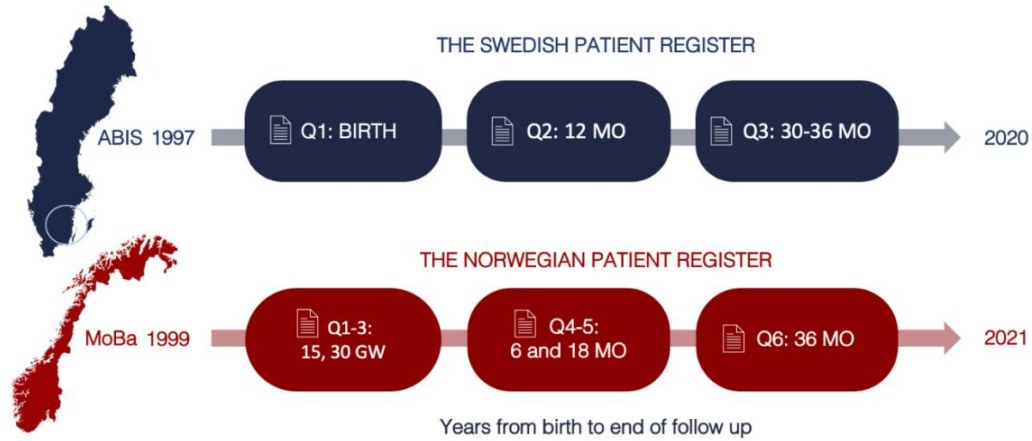 THE SWEDISH PATIENT REGISTER
ABIS 1997
Q1: BIRTH
Q2: 12 MO
Q3: 30-36 MO
2020
THE NORWEGIAN PATIENT REGISTER
MoBa 1999
Q1-3:
15, 30 GW
Q4-5:
6 and 18 MO
Q6: 36 MO
2021
Years from birth to end of follow up